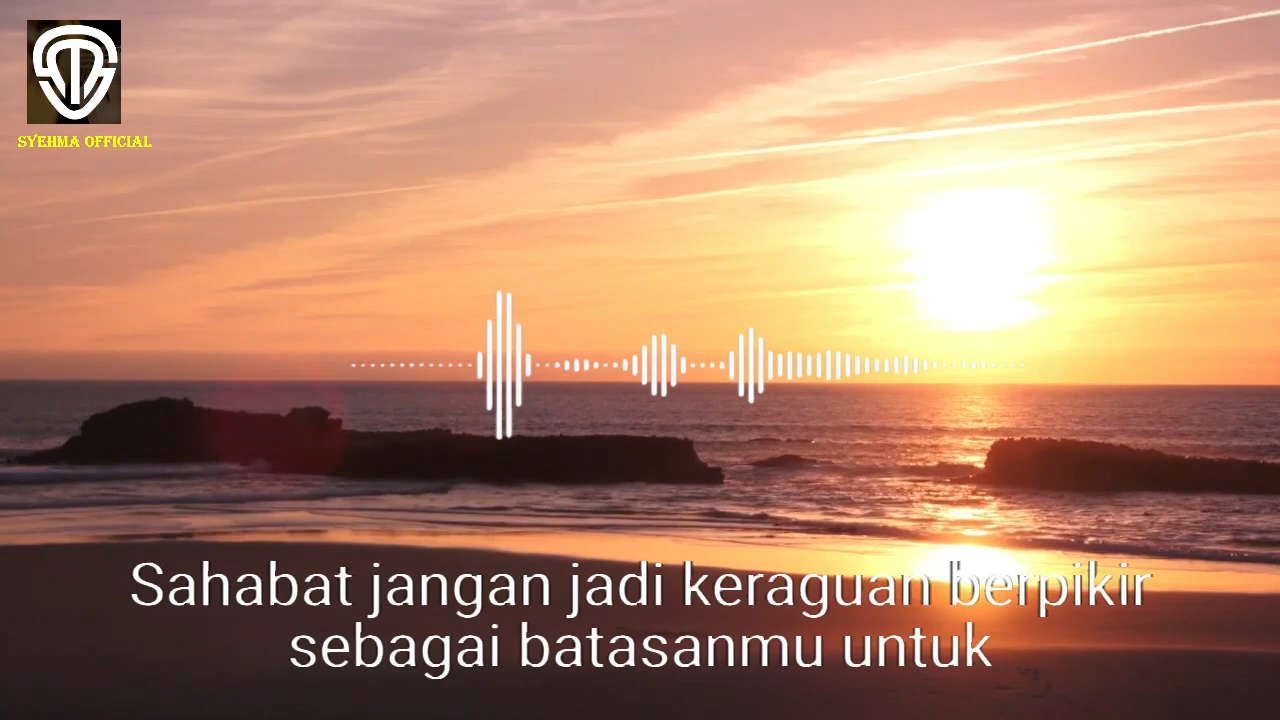 SYEHMA OFFICIAL
Sahabat jangan jadi keraguan berpikir
sebagai batasanmu untuk